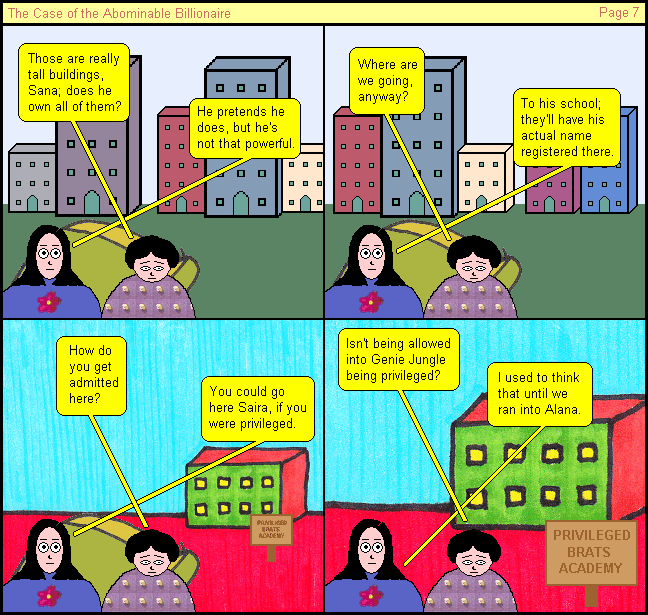 The Case of the Abominable Billionaire
Page 7
Those are really
tall buildings,
Sana; does he
own all of them?
He pretends he
does, but he's
not that powerful.
Where are
we going,
anyway?
To his school;
they'll have his
actual name
registered there.
How do
you get
admitted
here?
You could go
here Saira, if you
were privileged.
PRIVILEGED
BRATS
ACADEMY
Isn't being allowed
into Genie Jungle
being privileged?
I used to think
that until we
ran into Alana.
PRIVILEGED
BRATS
ACADEMY